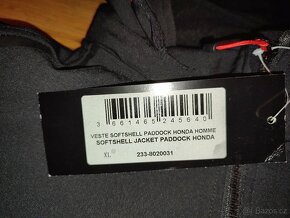 3 661465 245640
VESTE SOFTSHELL PADDOCK HONDA HOMME
SOFTSHELL JACKET PADDOCK HONDA
XL
233-8020031